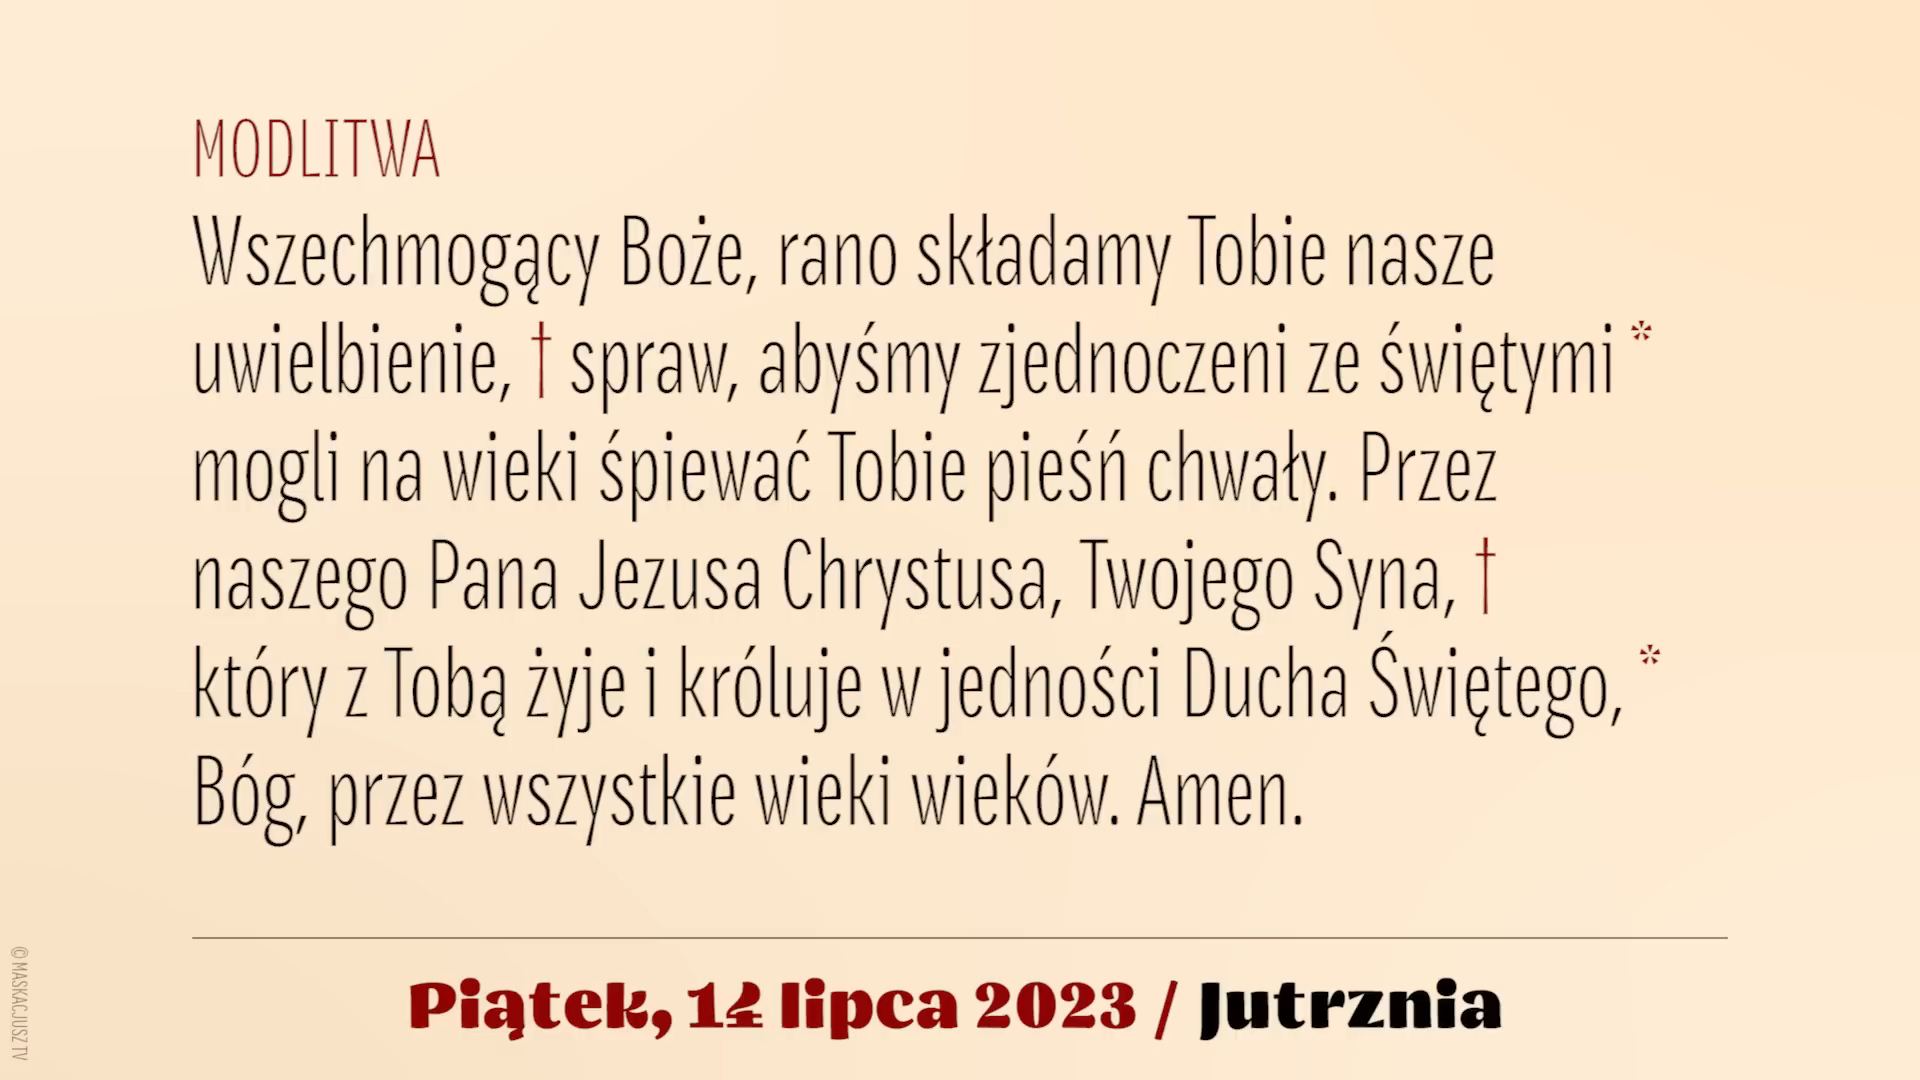 MODLITWA
Wszechmogący Boże, rano składamy Tobie nasze
uwielbienie, † spraw, abyśmy zjednoczeni ze świętymi *
mogli na wieki śpiewać Tobie pieśń chwały. Przez
naszego Pana Jezusa Chrystusa, Twojego Syna, †
który z Tobą żyje i króluje w jedności Ducha Świętego, *
Bóg, przez wszystkie wieki wieków. Amen.
Piątek, 14 lipca 2023 / Jutrznia
© MASKACJUSZ TV